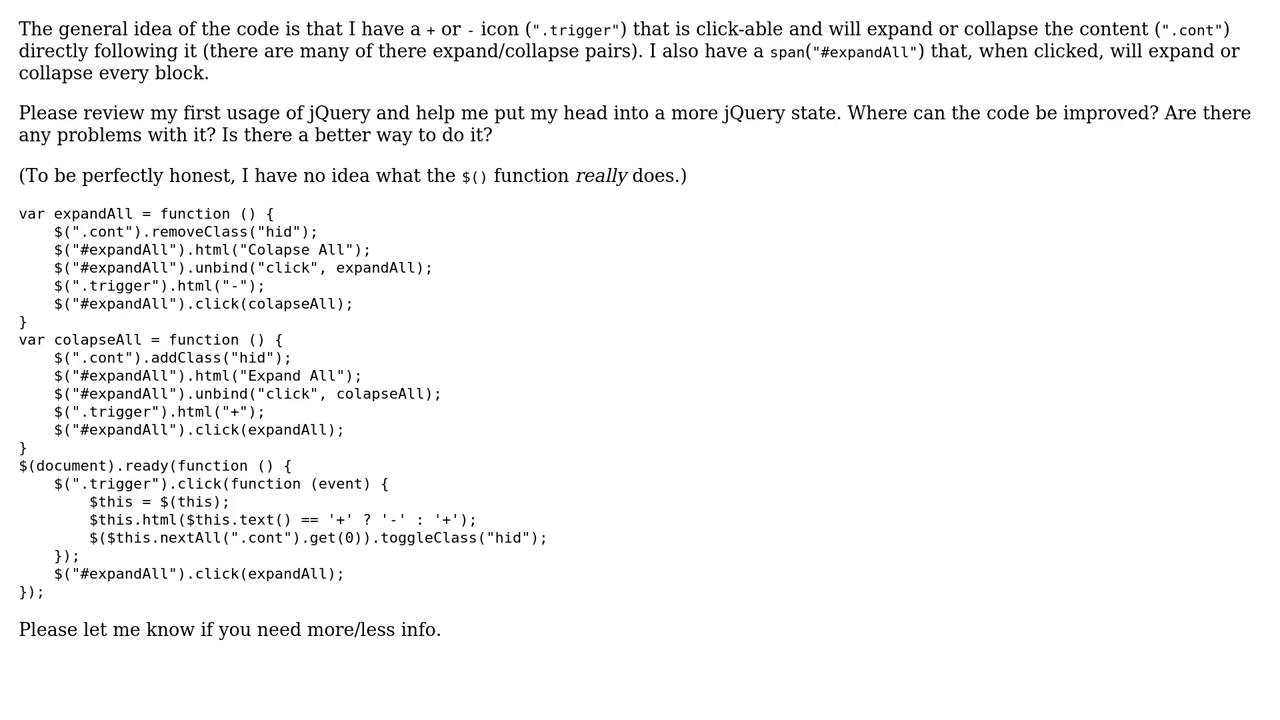 The general idea of the code is that I have a + or - icon (".trigger") that is click-able and will expand or collapse the content (".cont")
directly following it (there are many of there expand/collapse pairs). I also have a span("#expandAll") that, when clicked, will expand or
collapse every block.
Please review my first usage of jQuery and help me put my head into a more jQuery state. Where can the code be improved? Are there
any problems with it? Is there a better way to do it?
(To be perfectly honest, I have no idea what the $() function really does.)
var expandAll = function () {
    $(".cont").removeClass("hid");
    $("#expandAll").html("Colapse All");
    $("#expandAll").unbind("click", expandAll);
    $(".trigger").html("-");
    $("#expandAll").click(colapseAll);
}
var colapseAll = function () {
    $(".cont").addClass("hid");
    $("#expandAll").html("Expand All");
    $("#expandAll").unbind("click", colapseAll);
    $(".trigger").html("+");
    $("#expandAll").click(expandAll);
}
$(document).ready(function () {
    $(".trigger").click(function (event) {
        $this = $(this);
        $this.html($this.text() == '+' ? '-' : '+');
        $($this.nextAll(".cont").get(0)).toggleClass("hid");
    });
    $("#expandAll").click(expandAll);
});
Please let me know if you need more/less info.